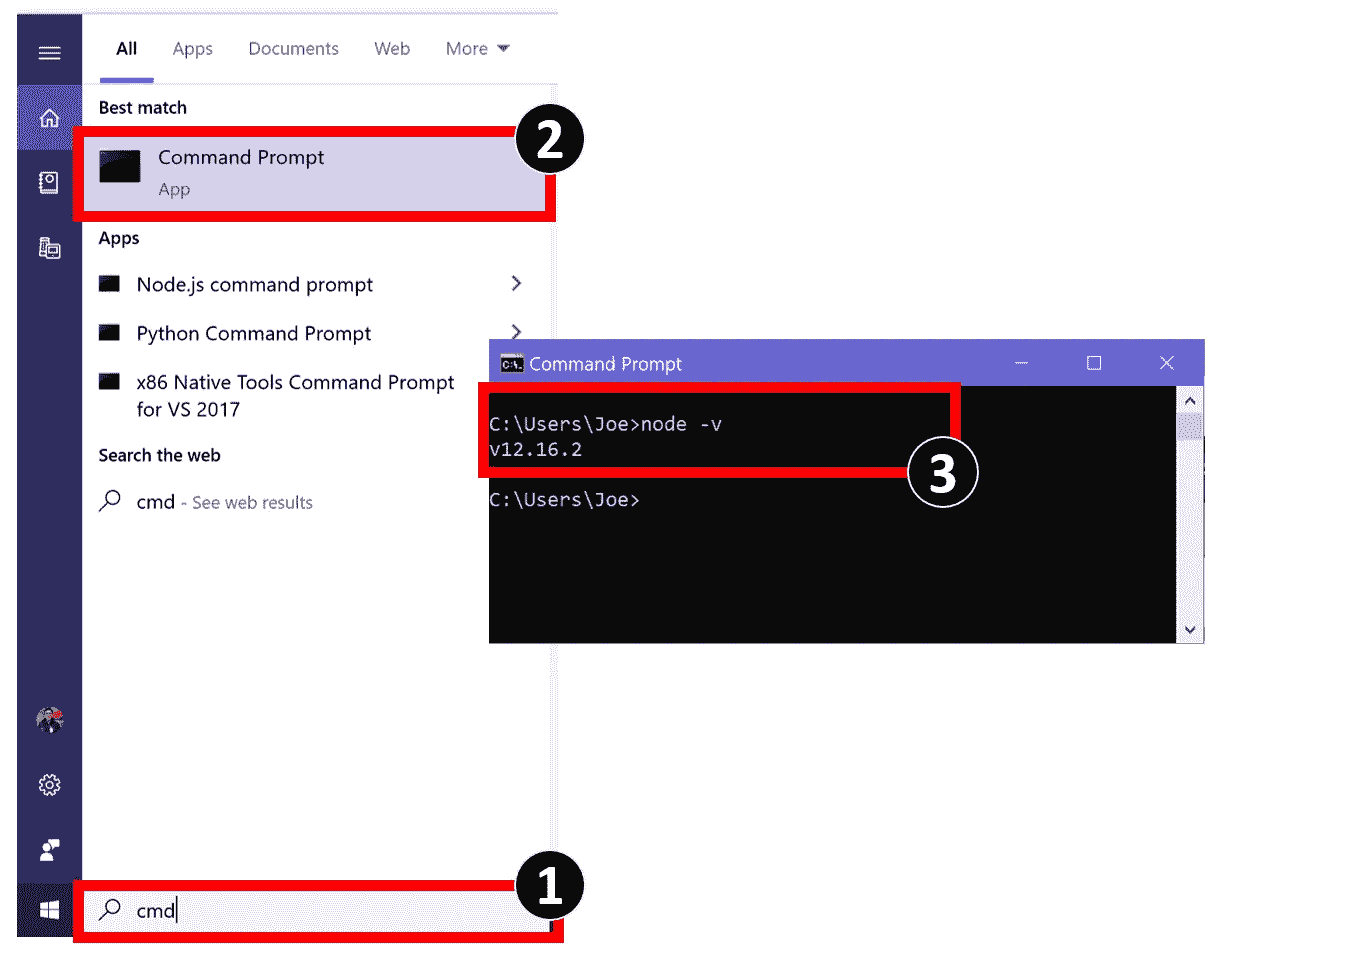 All Apps Documents Web More
Best match
Command Prompt
App
2
Apps
Node.js command prompt
Python Command Prompt
x86 Native Tools Command Prompt
for VS 2017
Search the web
cmd - See web results
C:\. Command Prompt
C:\Users\Joe>node -v
v12.16.2
3
C:\Users\Joe>
1
cmd